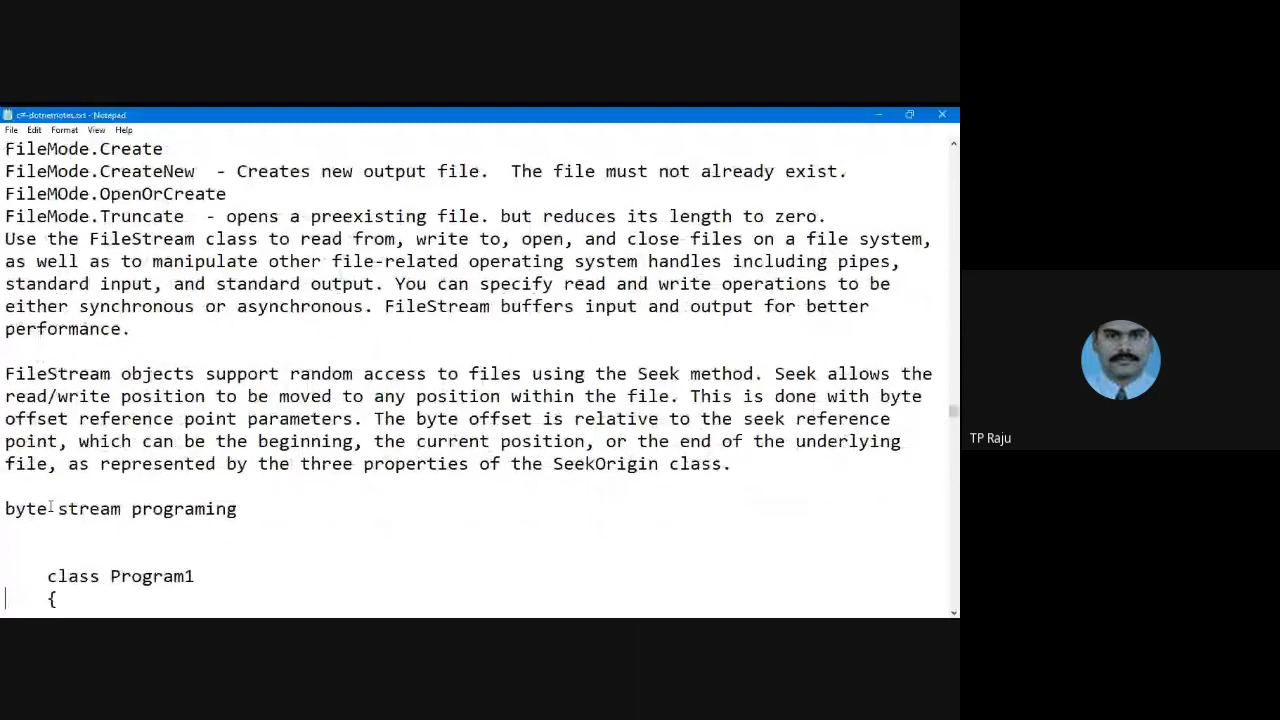 c#-dotnetnotes.txt - Notepad
File Edit Format View Help
FileMode.Create
FileMode.CreateNew  - Creates new output file.  The file must not already exist.
FileMOde.OpenOrCreate
FileMode.Truncate  - opens a preexisting file. but reduces its length to zero.
Use the FileStream class to read from, write to, open, and close files on a file system,
as well as to manipulate other file-related operating system handles including pipes,
standard input, and standard output. You can specify read and write operations to be
either synchronous or asynchronous. FileStream buffers input and output for better
performance.
FileStream objects support random access to files using the Seek method. Seek allows the
read/write position to be moved to any position within the file. This is done with byte
offset reference point parameters. The byte offset is relative to the seek reference
point, which can be the beginning, the current position, or the end of the underlying
file, as represented by the three properties of the SeekOrigin class.
byte stream programing
class Program1
{
TP Raju